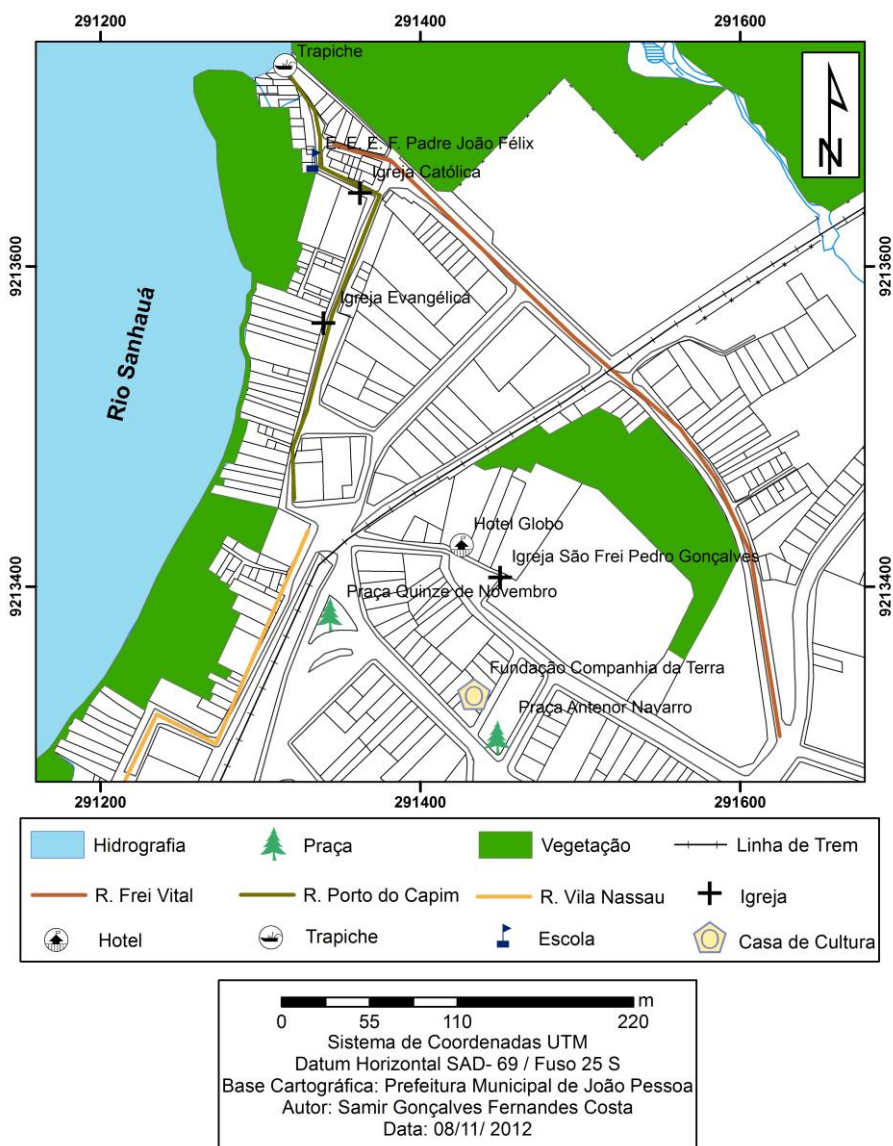 291200 291400 291600
Trapiche
N
E. E. E. F. Padre João Félix
Igreja Católica
9213600 9213600
Igreja Evangélica
Rio Sanhauá
Hotel Globo
Igreja São Frei Pedro Gonçalves
9213400 9213400
Praça Quinze de Novembro
Fundação Companhia da Terra
Praça Antenor Navarro
291200 291400 291600
Hidrografia Praça Vegetação Linha de Trem
R. Frei Vital R. Porto do Capim R. Vila Nassau Igreja
Hotel Trapiche Escola Casa de Cultura
m
0 55 110 220
Sistema de Coordenadas UTM
Datum Horizontal SAD- 69 / Fuso 25 S
Base Cartográfica: Prefeitura Municipal de João Pessoa
Autor: Samir Gonçalves Fernandes Costa
Data: 08/11/ 2012